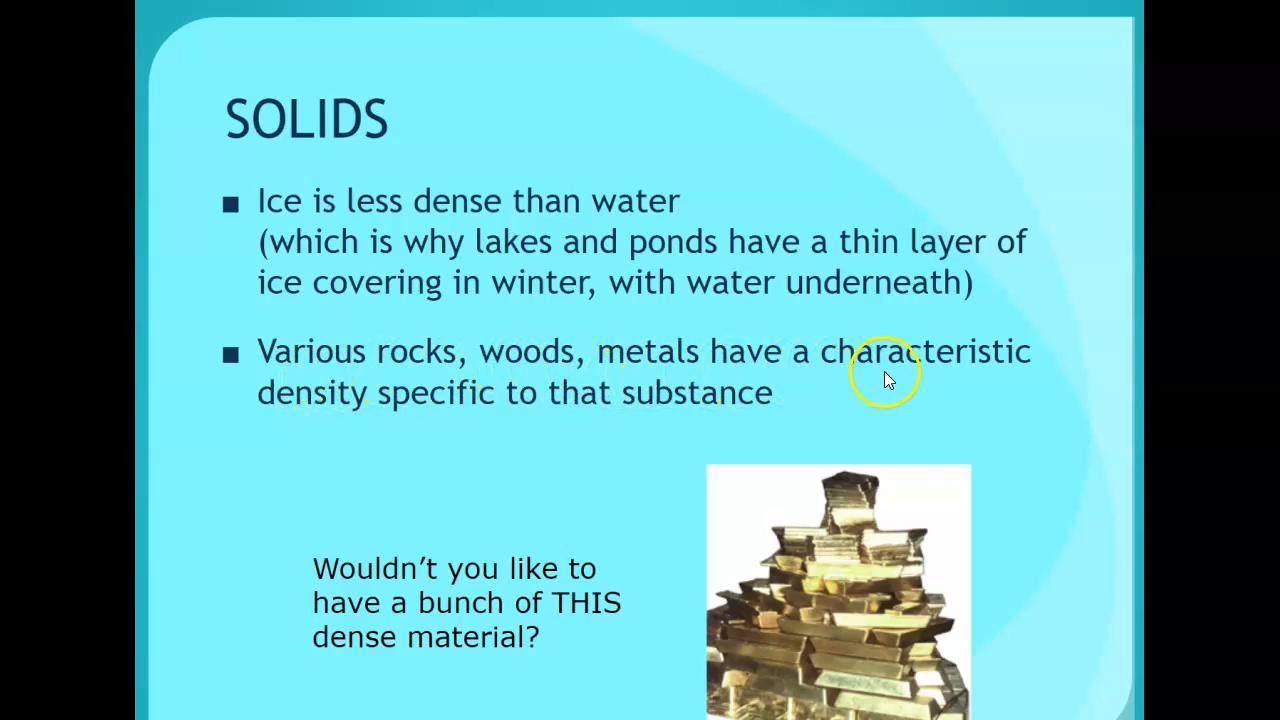 SOLIDS
■ Ice is less dense than water
(which is why lakes and ponds have a thin layer of
ice covering in winter, with water underneath)
■ Various rocks, woods, metals have a characteristic
density specific to that substance
Wouldn’t you like to
have a bunch of THIS
dense material?